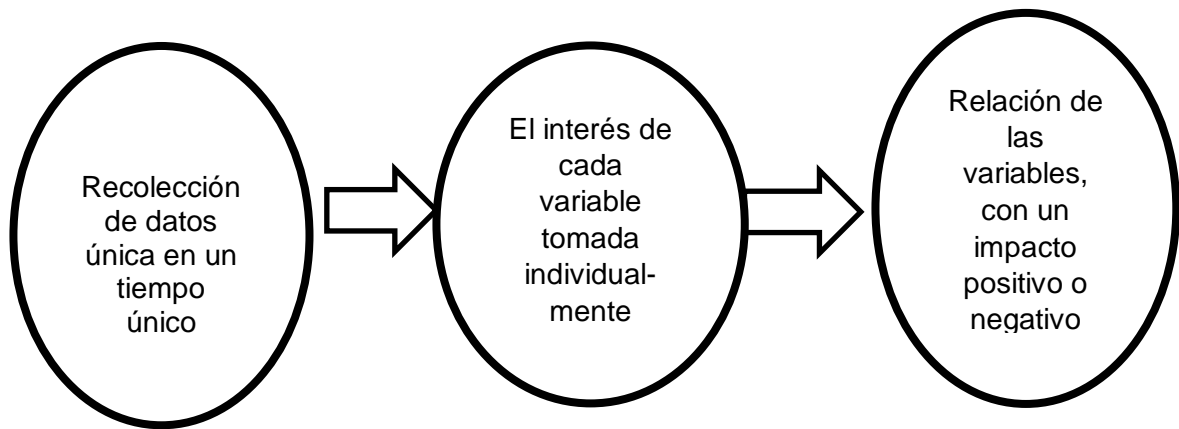 Recolección
de datos
única en un
tiempo
único
El interés de
cada
variable
tomada
individual-
mente
Relación de
las
variables,
con un
impacto
positivo o
negativo